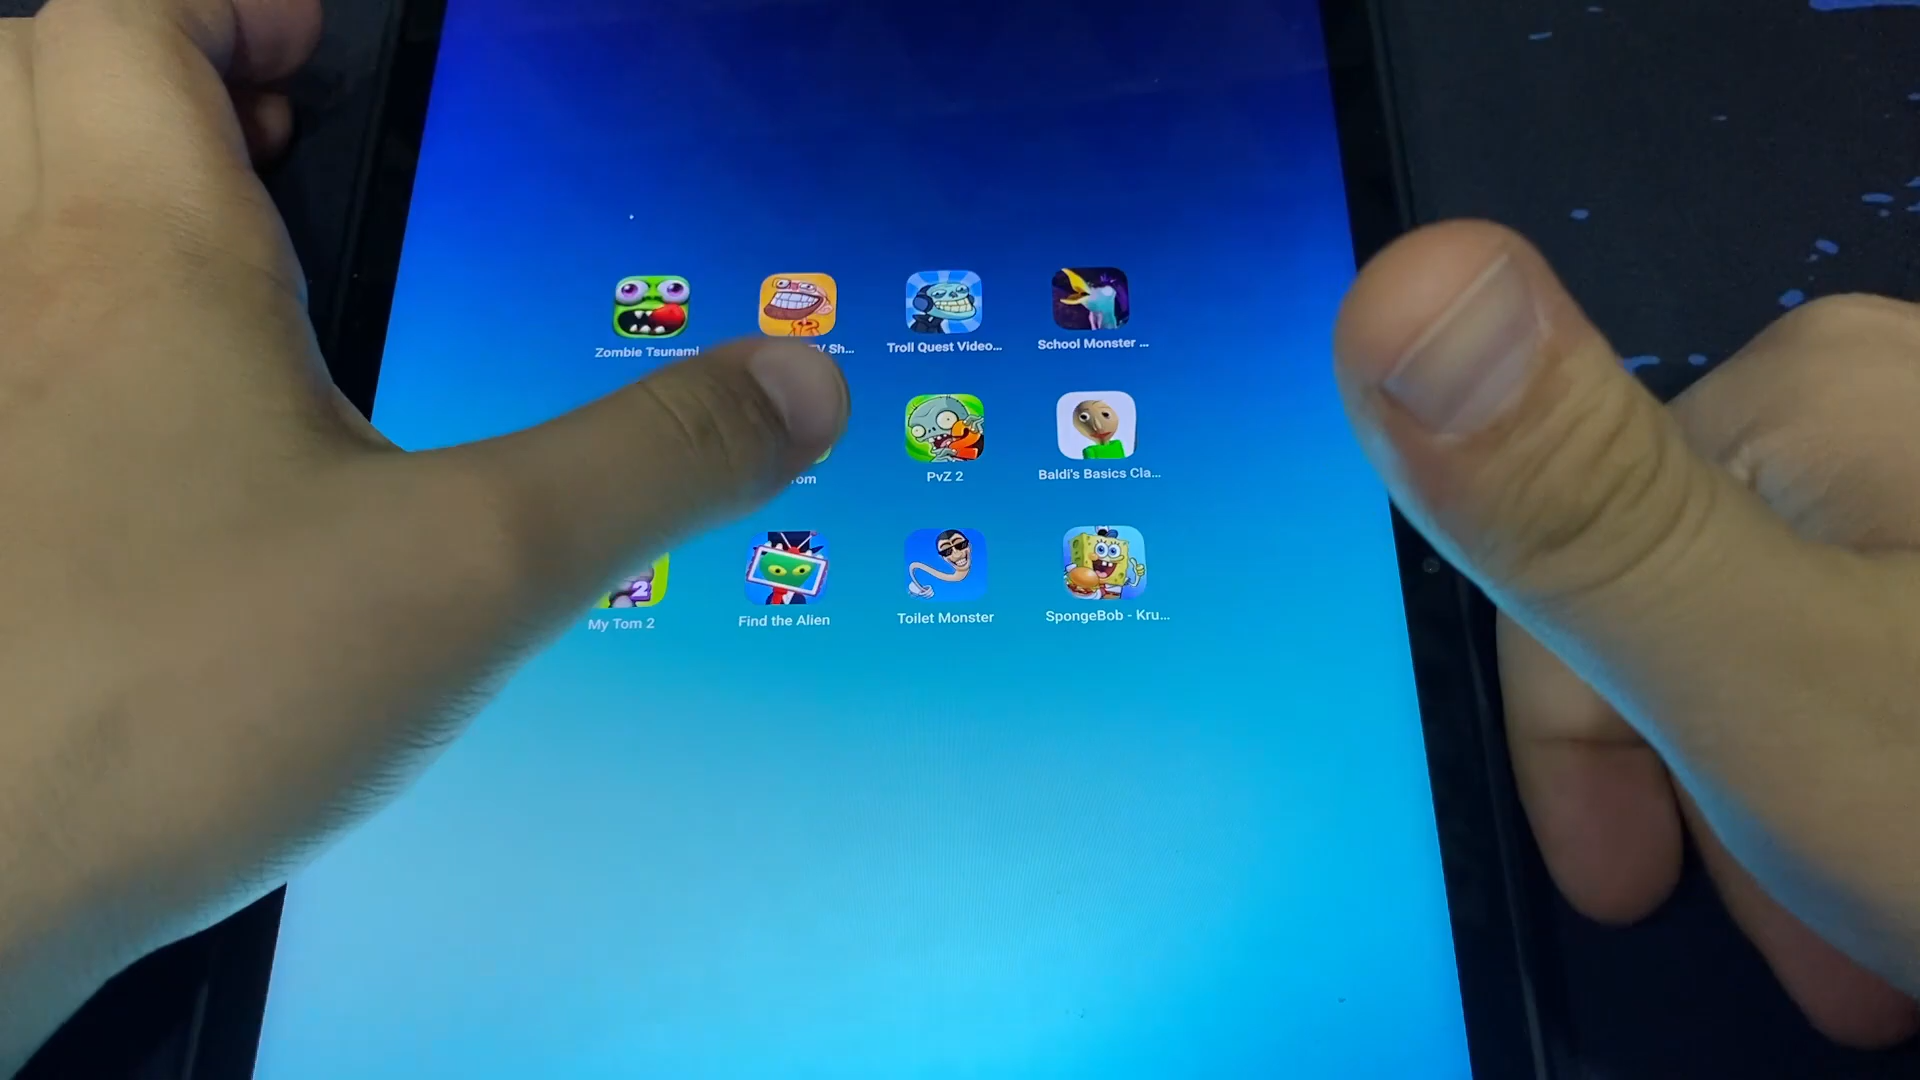 Zombie Tsunami
V Sh...
Troll Quest Video...
School Monster ...
om
PvZ 2
Baldi's Basics Cla...
2
My Tom 2
Find the Alien
Toilet Monster
SpongeBob - Kru...